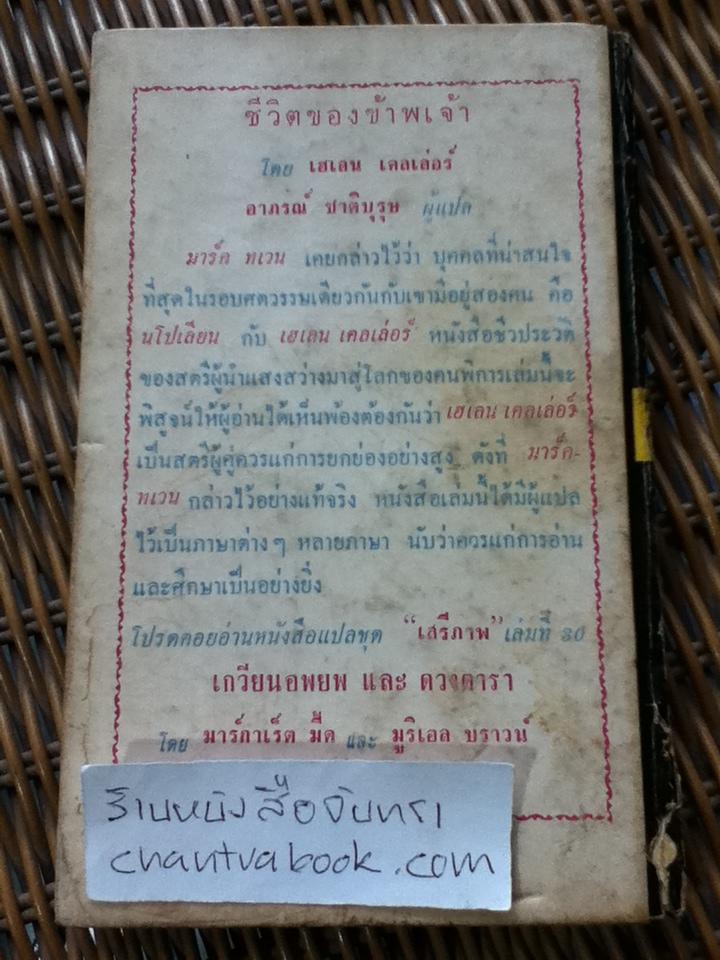 ชีวิตของข้าพเจ้า
โดย เฮเลน เคลเล่อร์
อาภรณ์ ชาติบุรุษ ผู้แปล
มาร์ค ทเวน เคยกล่าวไว้ว่า บุคคลที่น่าสนใจ
ที่สุดในรอบศตวรรษเดียวกันกับเขามีอยู่สองคน คือ
นโปเลียน กับ เฮเลน เคลเล่อร์ หนังสือชีวประวัติ
ของสตรีผู้นำแสงสว่างมาสู่โลกของคนพิการเล่มนี้จะ
พิสูจน์ให้ผู้อ่านได้เห็นพ้องต้องกันว่า เฮเลน เคลเล่อร์
เป็นสตรีผู้คู่ควรแก่การยกย่องอย่างสูง ดังที่ มาร์ค-
ทเวน กล่าวไว้อย่างแท้จริง หนังสือเล่มนี้ได้มีผู้แปล
ไว้เป็นภาษาต่าง ๆ หลายภาษา นับว่าควรแก่การอ่าน
และศึกษาเป็นอย่างยิ่ง
โปรดคอยอ่านหนังสือแปลชุด “เสรีภาพ” เล่มที่ 30
เกวียนอพยพ และ ดวงดารา
โดย มาร์กาเร็ต มี้ด และ มูริเอล บราวน์
ร้านหนังสือจันทรา
chantrabook.com